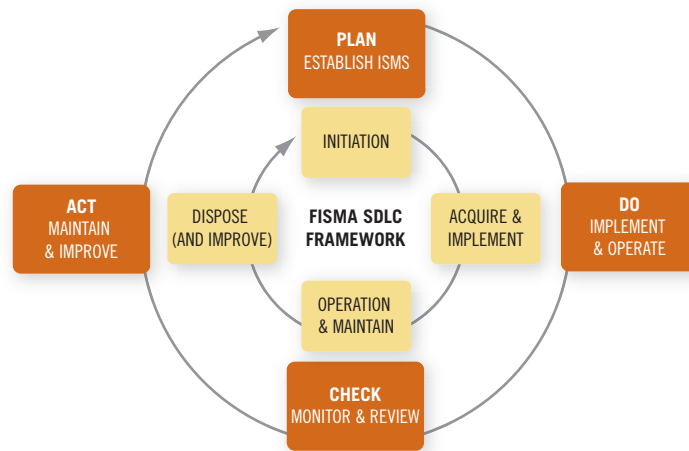 PLAN
ESTABLISH ISMS
INITIATION
ACT
MAINTAIN
& IMPROVE
DISPOSE
(AND IMPROVE)
FISMA SDLC
FRAMEWORK
ACQUIRE &
IMPLEMENT
DO
IMPLEMENT
& OPERATE
OPERATION
& MAINTAIN
CHECK
MONITOR & REVIEW